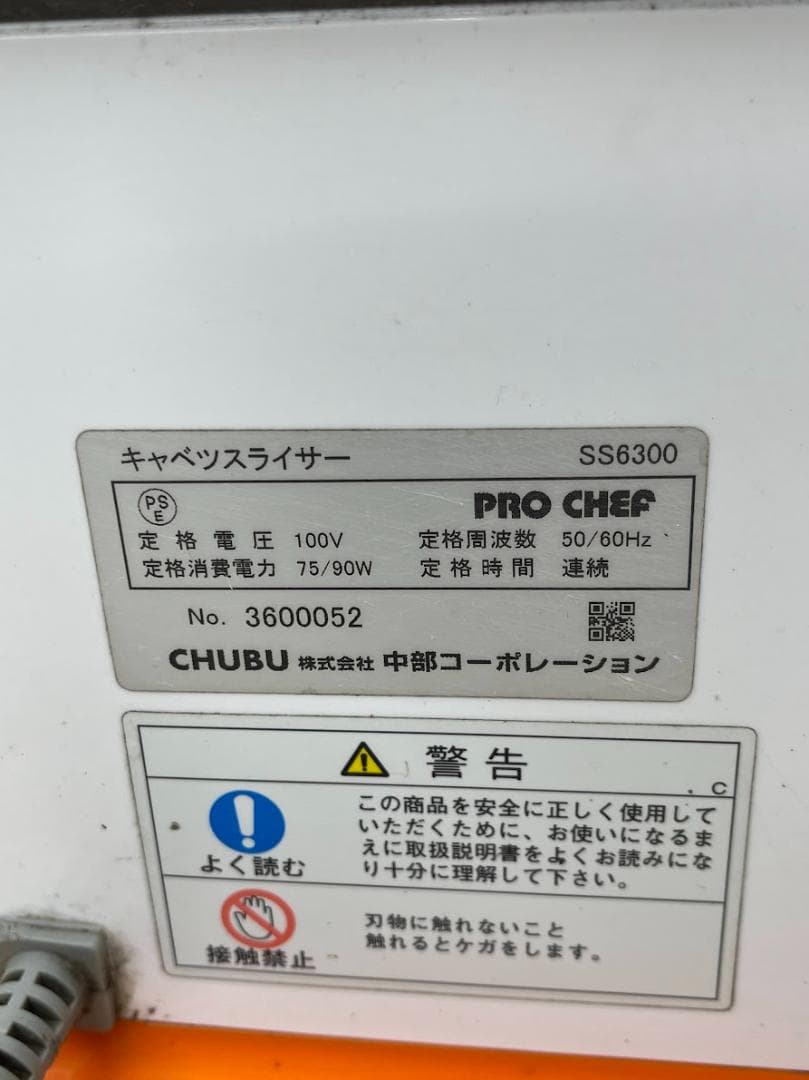 キャベツスライサー SS6300
PS
E
PRO CHEF
定格電圧 100V 定格周波数 50/60Hz
定格消費電力 75/90W 定格時間 連続
No. 3600052
CHUBU 株式会社 中部コーポレーション
警告
. C
この商品を安全に正しく使用して
いただくために、お使いになるま
えに取扱説明書をよくお読みにな
り十分に理解して下さい。
よく読む
刃物に触れないこと
触れるとケガをします。
接触禁止